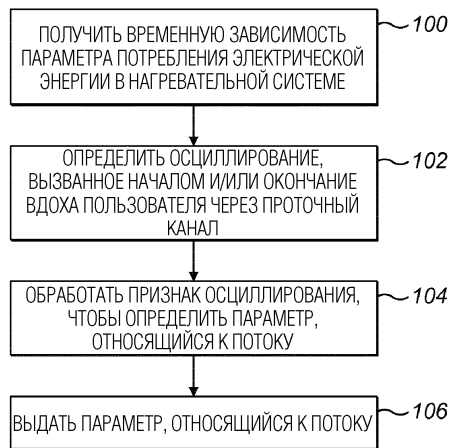 ПОЛУЧИТЬ ВРЕМЕННУЮ ЗАВИСИМОСТЬ
ПАРАМЕТРА ПОТРЕБЛЕНИЯ ЭЛЕКТРИЧЕСКОЙ
ЭНЕРГИИ В НАГРЕВАТЕЛЬНОЙ СИСТЕМЕ
100
ОПРЕДЕЛИТЬ ОСЦИЛЛИРОВАНИЕ,
ВЫЗВАННОЕ НАЧАЛОМ И/ИЛИ ОКОНЧАНИЕ
ВДОХА ПОЛЬЗОВАТЕЛЯ ЧЕРЕЗ ПРОТОЧНЫЙ
КАНАЛ
102
ОБРАБОТАТЬ ПРИЗНАК ОСЦИЛЛИРОВАНИЯ,
ЧТОБЫ ОПРЕДЕЛИТЬ ПАРАМЕТР,
ОТНОСЯЩИЙСЯ К ПОТОКУ
104
ВЫДАТЬ ПАРАМЕТР, ОТНОСЯЩИЙСЯ К ПОТОКУ
106